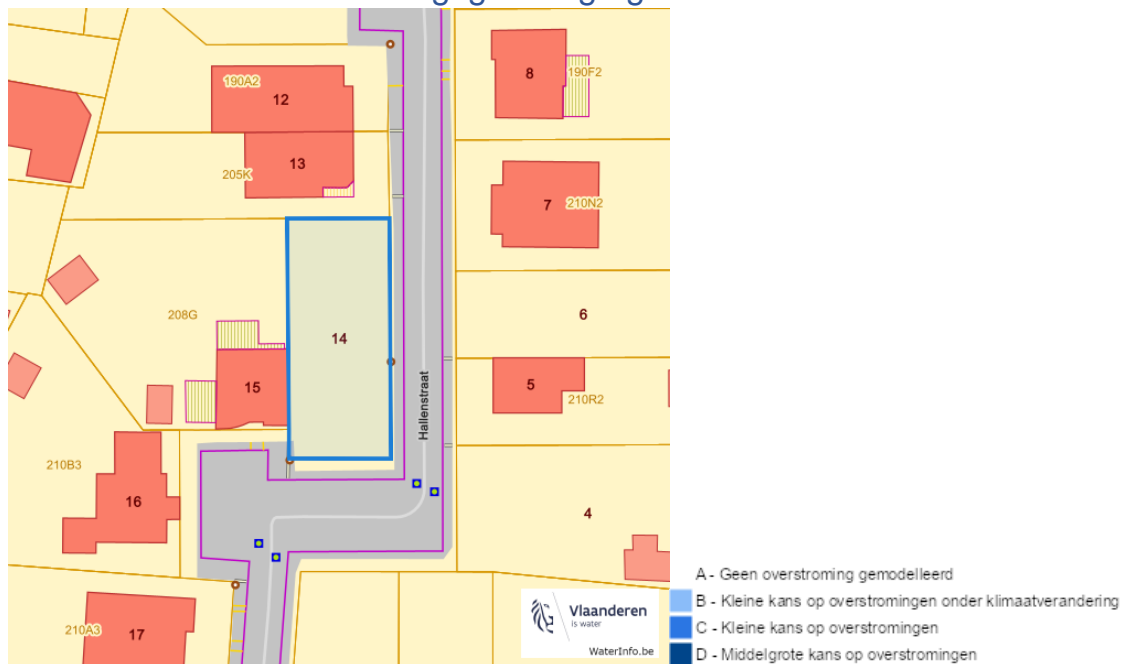 8
190F2
190A2
12
13
205K
7
210N2
6
208G
14
15
5
210R2
Hallenstraat
210B3
16
4
210A3
17
Vlaanderen
is water
WaterInfo.be
A - Geen overstroming gemodelleerd
B - Kleine kans op overstromingen onder klimaatverandering
C - Kleine kans op overstromingen
D - Middelgrote kans op overstromingen